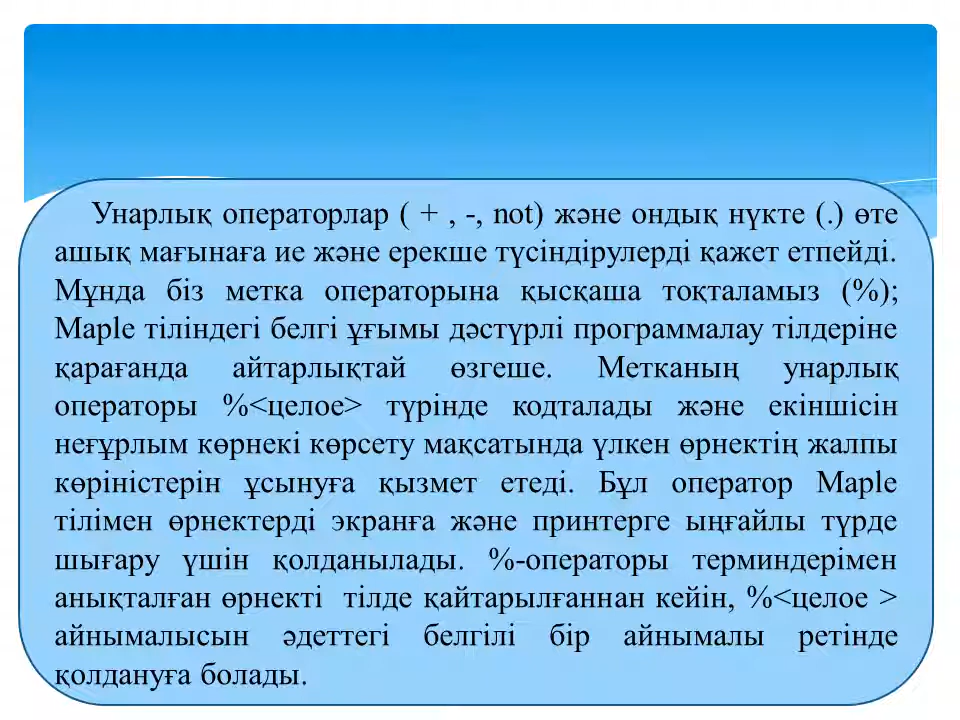 Унарлық операторлар ( + , -, not) және ондық нүкте (.) өте
ашық мағынаға ие және ерекше түсіндірулерді қажет етпейді.
Мұнда біз метка операторына қысқаша тоқталамыз (%);
Maple тіліндегі белгі ұғымы дәстүрлі программалау тілдеріне
қарағанда айтарлықтай өзгеше. Метканың унарлық
операторы %<целое> түрінде кодталады және екіншісін
неғұрлым көрнекі көрсету мақсатында үлкен өрнектің жалпы
көріністерін ұсынуға қызмет етеді. Бұл оператор Maple
тілімен өрнектерді экранға және принтерге ыңғайлы түрде
шығару үшін қолданылады. %-операторы терминдерімен
анықталған өрнекті тілде қайтарылғаннан кейін, %<целое >
айнымалысын әдеттегі белгілі бір айнымалы ретінде
қолдануға болады.